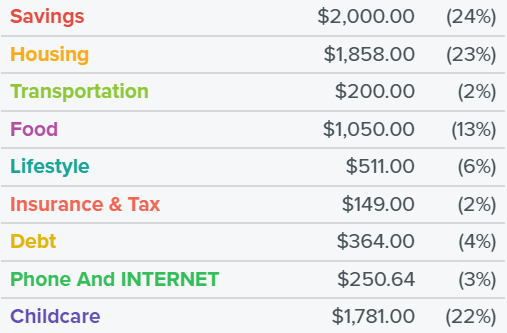 Savings $2,000.00 (24%)
Housing $1,858.00 (23%)
Transportation $200.00 (2%)
Food $1,050.00 (13%)
Lifestyle $511.00 (6%)
Insurance & Tax $149.00 (2%)
Debt $364.00 (4%)
Phone And INTERNET $250.64 (3%)
Childcare $1,781.00 (22%)